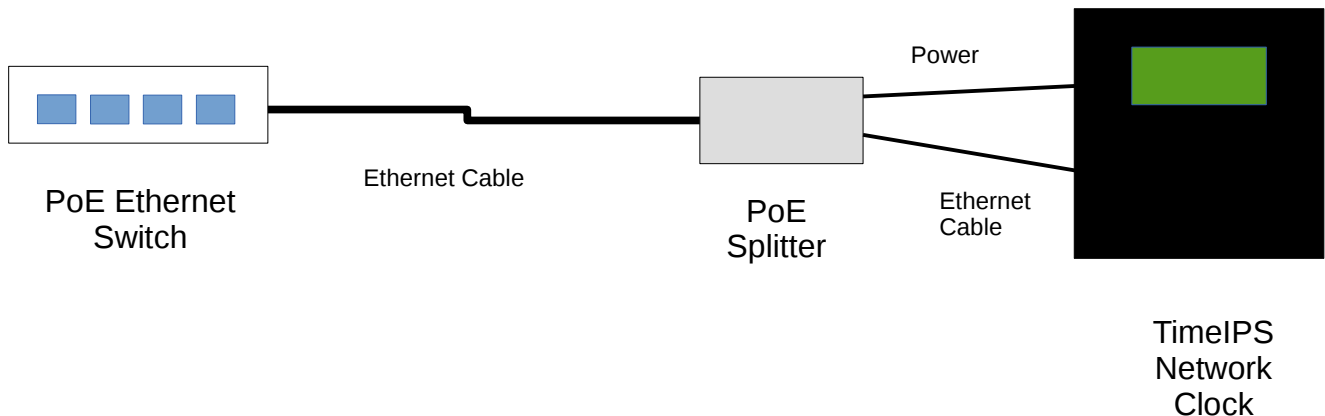 Power
Ethernet Cable
PoE Ethernet
Switch
PoE
Splitter
Ethernet
Cable
TimeIPS
Network
Clock